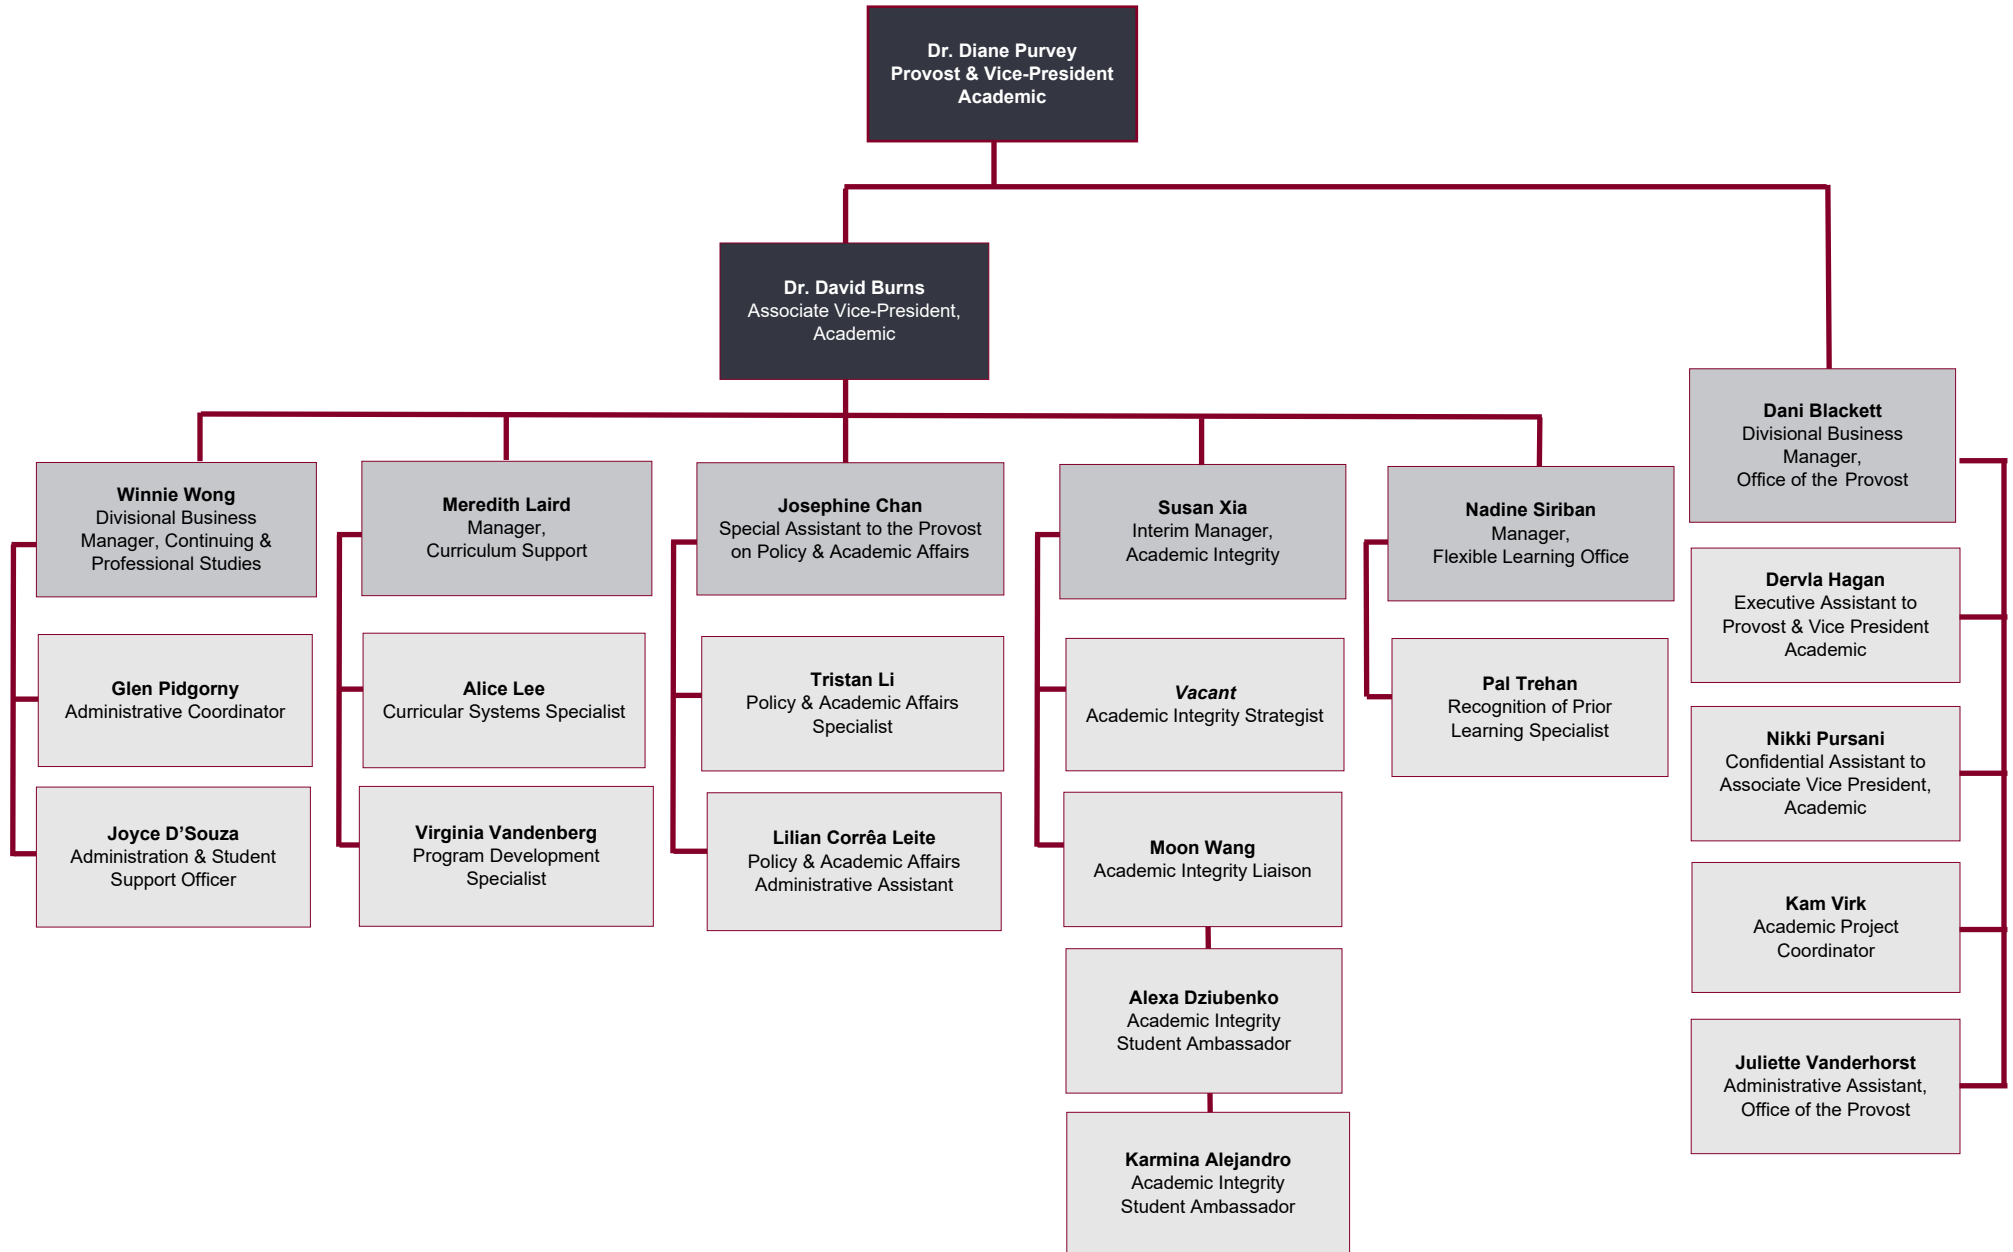 Dr. Diane Purvey
Provost & Vice-President
Academic
Dr. David Burns
Associate Vice-President,
Academic
Dani Blackett
Divisional Business
Manager,
Office of the Provost
Winnie Wong
Divisional Business
Manager, Continuing &
Professional Studies
Meredith Laird
Manager,
Curriculum Support
Josephine Chan
Special Assistant to the Provost
on Policy & Academic Affairs
Susan Xia
Interim Manager,
Academic Integrity
Nadine Siriban
Manager,
Flexible Learning Office
Dervla Hagan
Executive Assistant to
Provost & Vice President
Academic
Glen Pidgorny
Administrative Coordinator
Alice Lee
Curricular Systems Specialist
Tristan Li
Policy & Academic Affairs
Specialist
Vacant
Academic Integrity Strategist
Pal Trehan
Recognition of Prior
Learning Specialist
Nikki Pursani
Confidential Assistant to
Associate Vice President,
Academic
Joyce D’Souza
Administration & Student
Support Officer
Virginia Vandenberg
Program Development
Specialist
Lilian Corrêa Leite
Policy & Academic Affairs
Administrative Assistant
Moon Wang
Academic Integrity Liaison
Kam Virk
Academic Project
Coordinator
Alexa Dziubenko
Academic Integrity
Student Ambassador
Juliette Vanderhorst
Administrative Assistant,
Office of the Provost
Karmina Alejandro
Academic Integrity
Student Ambassador